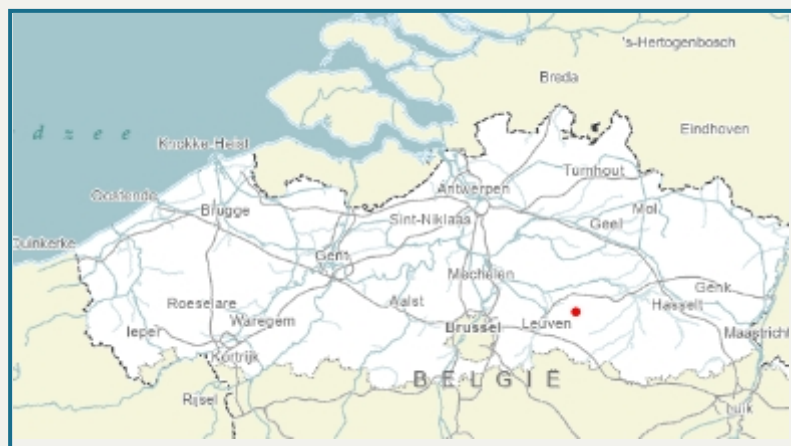 's-Hertogenbosch
Breda
d z e e
Eindhoven
Knokke-Heist
Turnhout
Antwerpen
Oostende
Mol
Brugge
Sint-Niklaas
Geel
Duinkerke
Gent
Mechelen
Genk
Roeselare
Aalst
Hasselt
Waregem
Ieper
Brussel
Leuven
Maastricht
Kortrijk
BELGIË
Rijsel
Luik